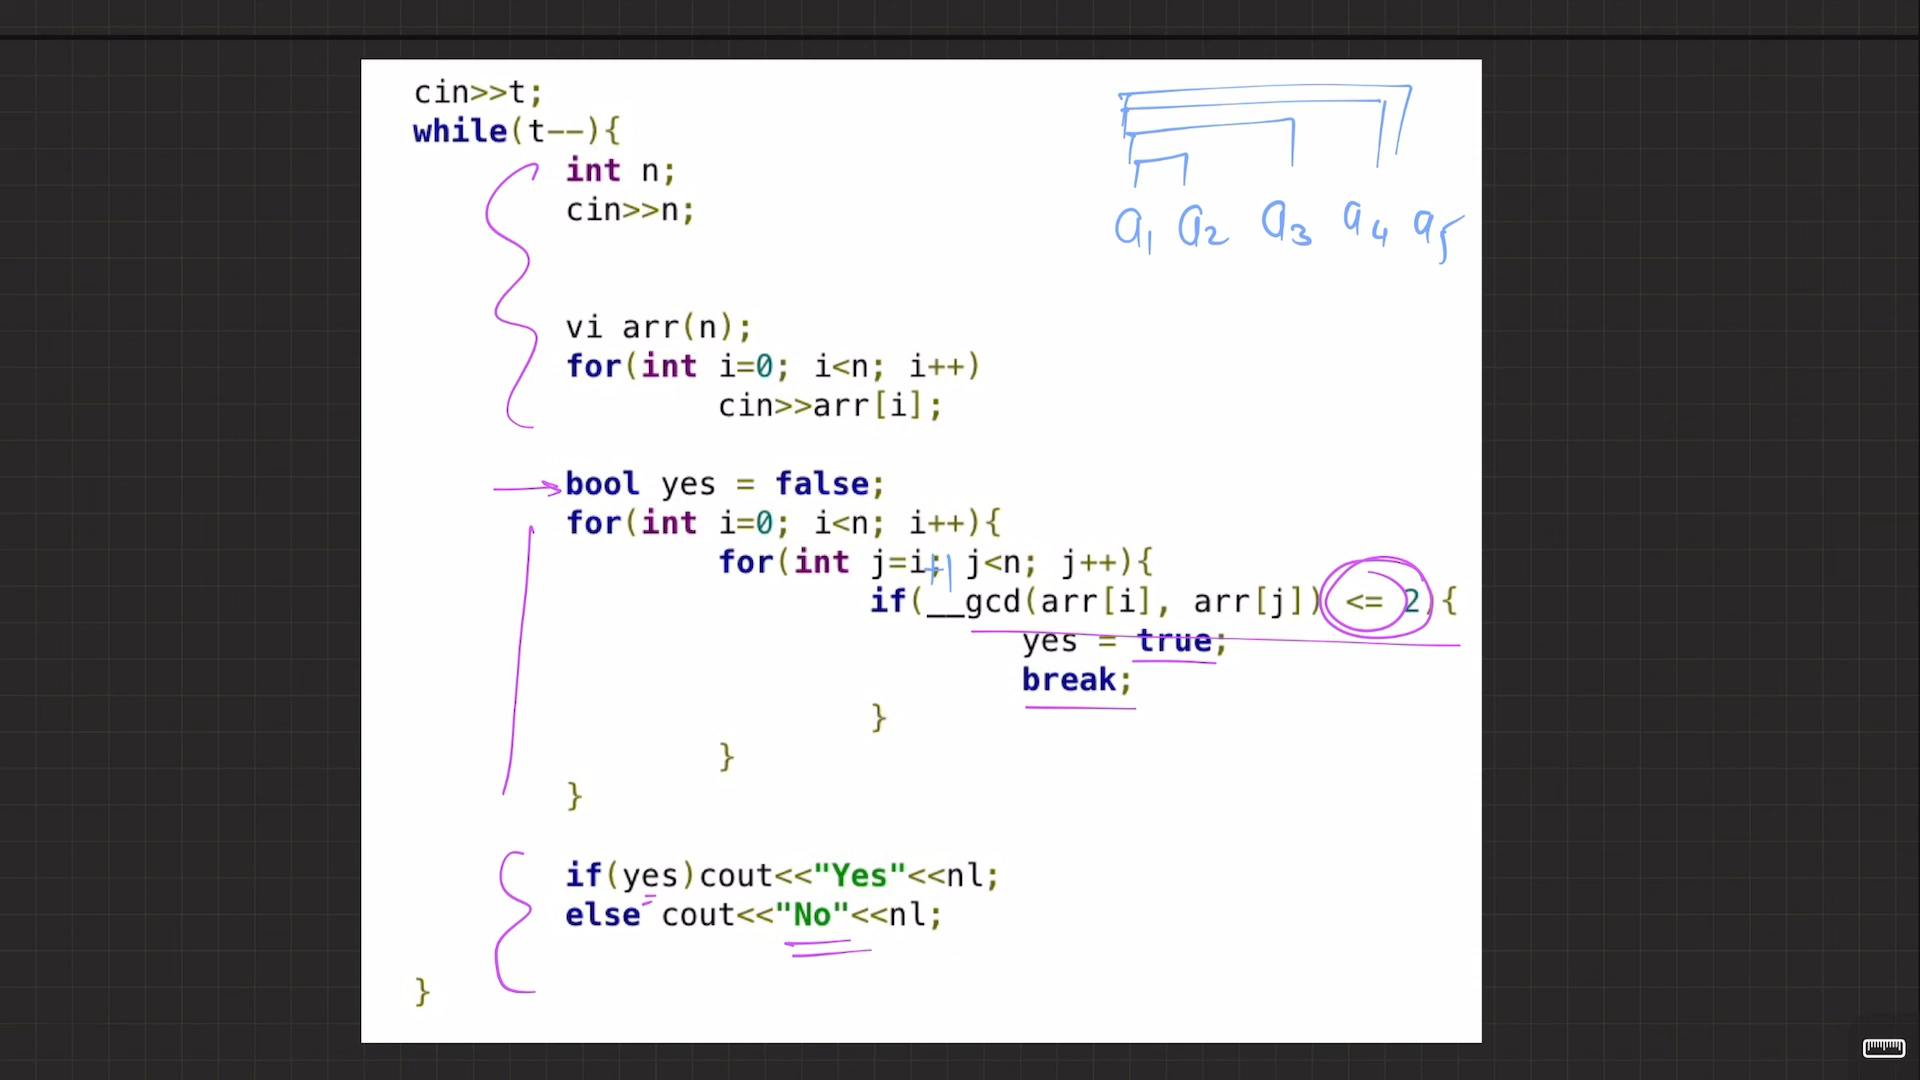 cin>>t;
while(t--){
int n;
cin>>n;
a1 a2 a3 a4 a5
vi arr(n);
for(int i=0; i<n; i++)
cin>>arr[i];
bool yes = false;
for(int i=0; i<n; i++){
for(int j=i+1; j<n; j++){
if(__gcd(arr[i], arr[j]) <= 2){
yes = true;
break;
}
}
}
if(yes)cout<<"Yes"<<nl;
else cout<<"No"<<nl;
}